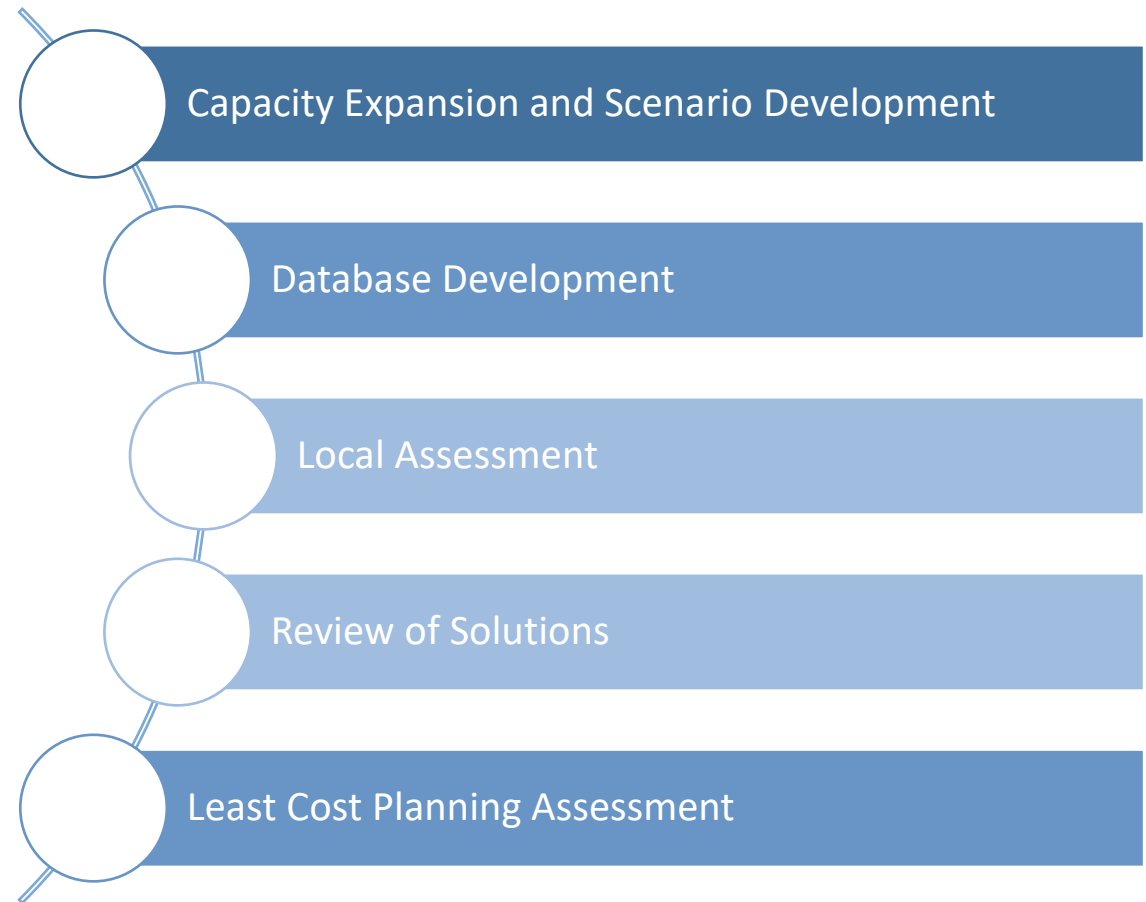 Capacity Expansion and Scenario Development
Database Development
Local Assessment
Review of Solutions
Least Cost Planning Assessment